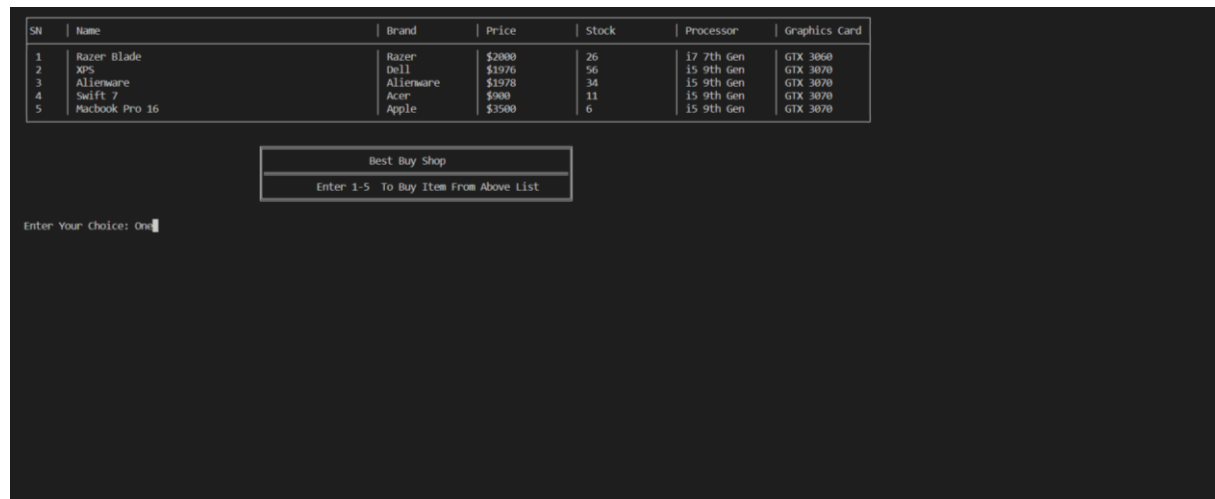 SN | Name | Brand | Price | Stock | Processor | Graphics Card
1 | Razer Blade | Razer | $2000 | 26 | i7 7th Gen | GTX 3060
2 | XPS | Dell | $1976 | 56 | i5 9th Gen | GTX 3070
3 | Alienware | Alienware | $1978 | 34 | i5 9th Gen | GTX 3070
4 | Swift 7 | Acer | $900 | 11 | i5 9th Gen | GTX 3070
5 | Macbook Pro 16 | Apple | $3500 | 6 | i5 9th Gen | GTX 3070
Best Buy Shop
Enter 1-5 To Buy Item From Above List
Enter Your Choice: One